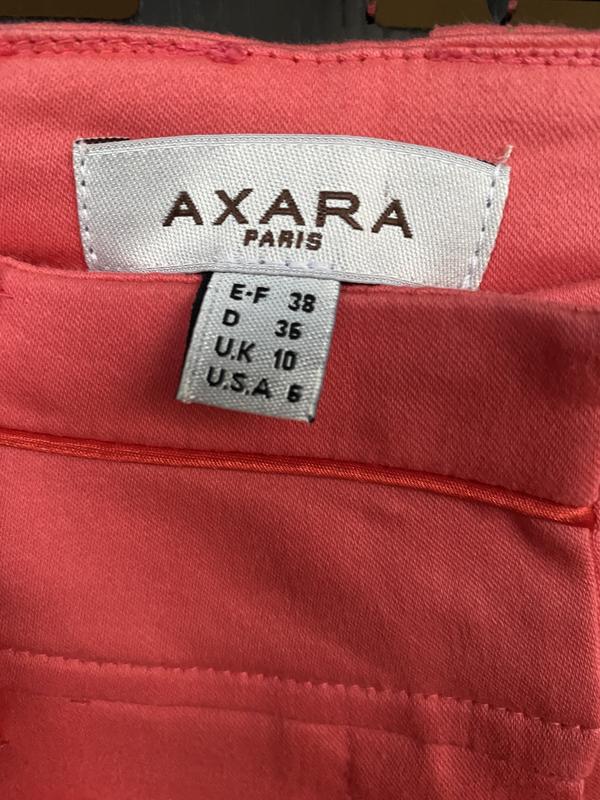 AXARA
PARIS
E-F 38
D 36
U.K 10
U.S.A 6